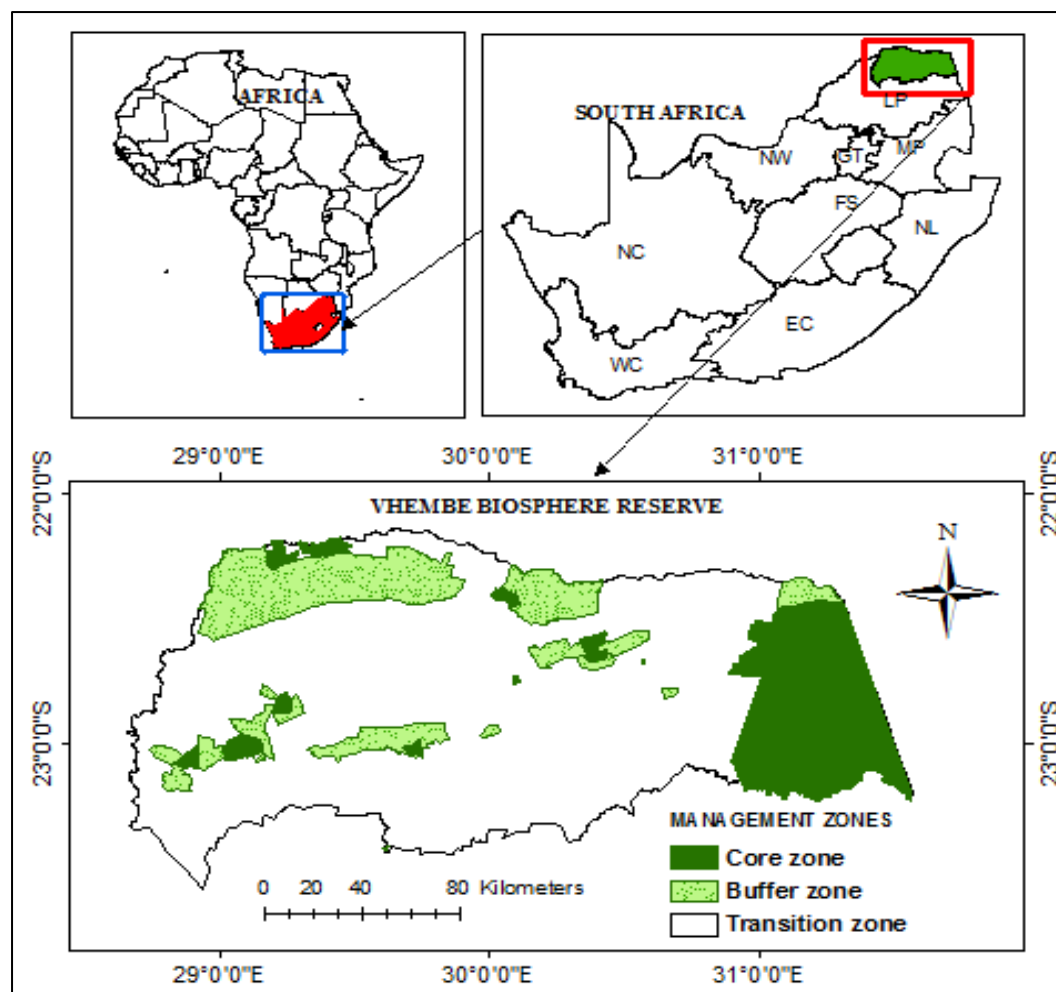 AFRICA
SOUTH AFRICA
LP
NW
GT
MP
FS
NL
NC
EC
WC
29°0'0"E 30°0'0"E 31°0'0"E
22°0'0"S
22°0'0"S
VHEMBE BIOSPHERE RESERVE
N
23°0'0"S
23°0'0"S
MANAGEMENT ZONES
Core zone
Buffer zone
Transition zone
0 20 40 80 Kilometers
29°0'0"E 30°0'0"E 31°0'0"E